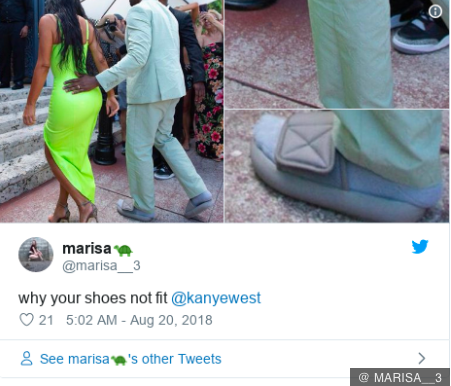 marisa🐢
@marisa__3
why your shoes not fit @kanyewest
21 5:02 AM - Aug 20, 2018
See marisa🐢's other Tweets
@ MARISA__3